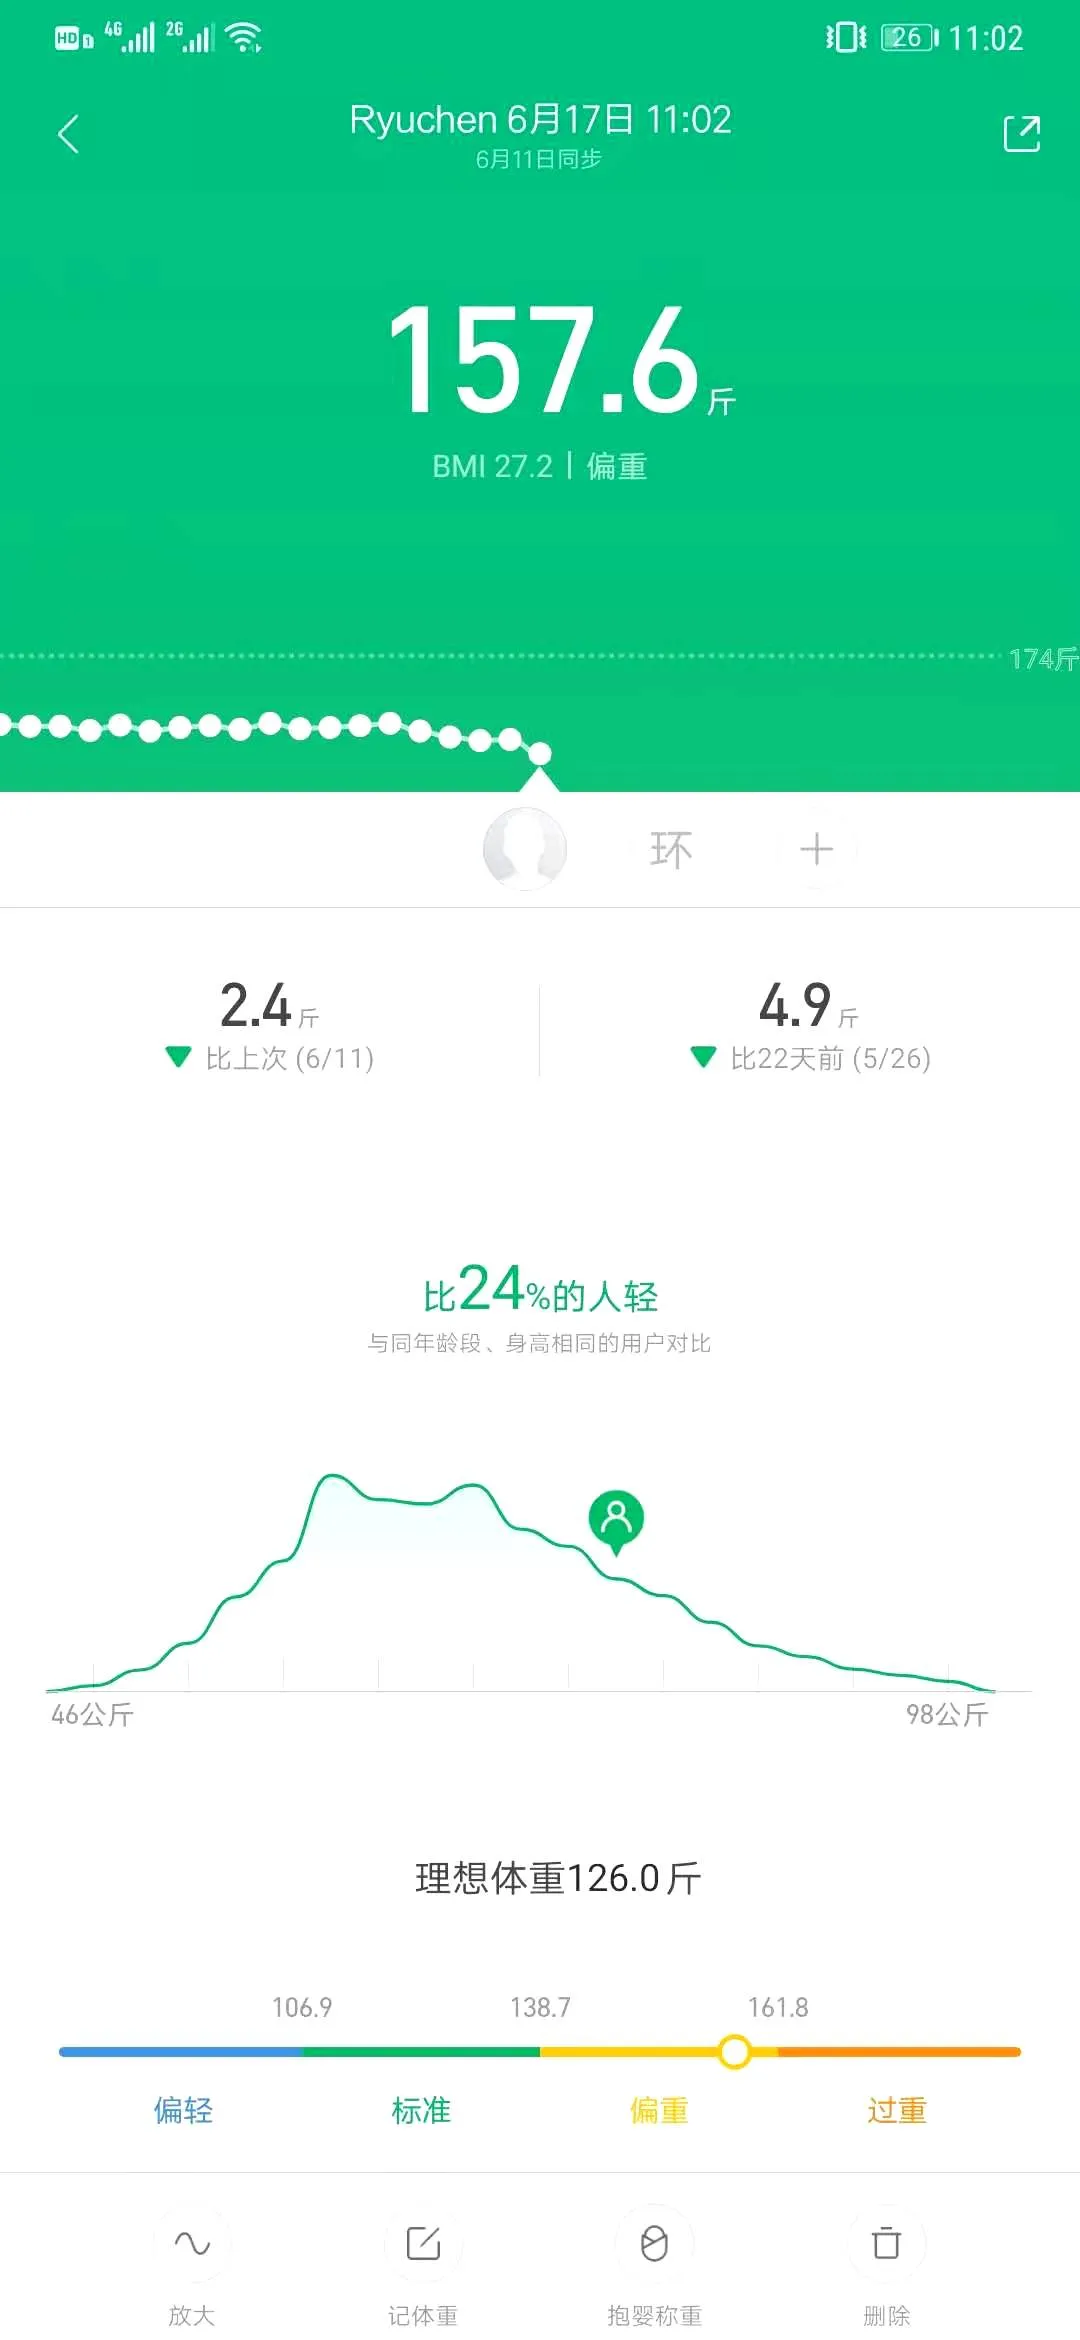 HD 1 4G 2G 26 11:02
Ryuchen 6月17日 11:02
6月11日同步
157.6斤
BMI 27.2 | 偏重
174斤
环
2.4斤 4.9斤
比上次 (6/11) 比22天前 (5/26)
比24%的人轻
与同年龄段、身高相同的用户对比
46公斤 98公斤
理想体重126.0斤
106.9 138.7 161.8
偏轻 标准 偏重 过重
放大 记体重 抱婴称重 删除